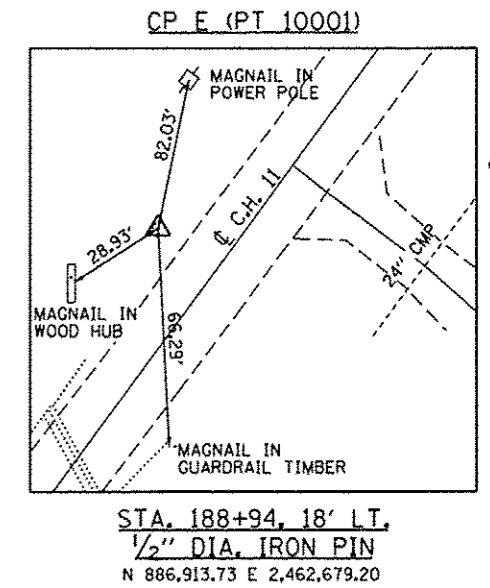 CP E (PT 10001)
MAGNAIL IN
POWER POLE
82.03'
28.93'
℄ C.H. 11
24" CMP
MAGNAIL IN
WOOD HUB
66.29'
MAGNAIL IN
GUARDRAIL TIMBER
STA. 188+94, 18' LT.
1/2" DIA. IRON PIN
N 886,913.73 E 2,462,679.20